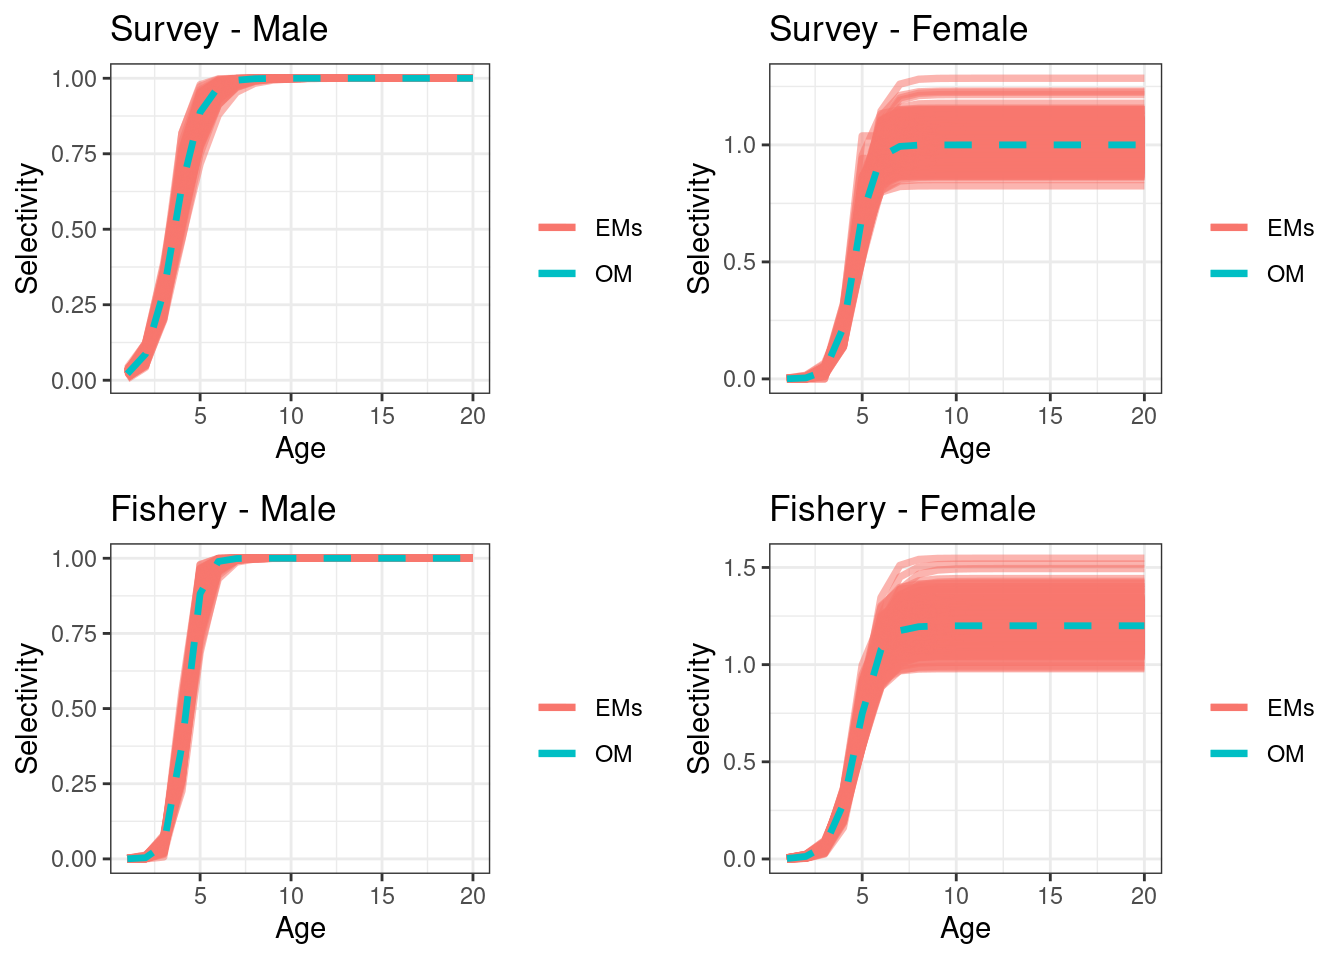 Survey - Male
Selectivity
1.00
0.75
0.50
0.25
0.00
5 10 15 20
Age
EMs
OM
Survey - Female
Selectivity
1.0
0.5
0.0
5 10 15 20
Age
EMs
OM
Fishery - Male
Selectivity
1.00
0.75
0.50
0.25
0.00
5 10 15 20
Age
EMs
OM
Fishery - Female
Selectivity
1.5
1.0
0.5
0.0
5 10 15 20
Age
EMs
OM